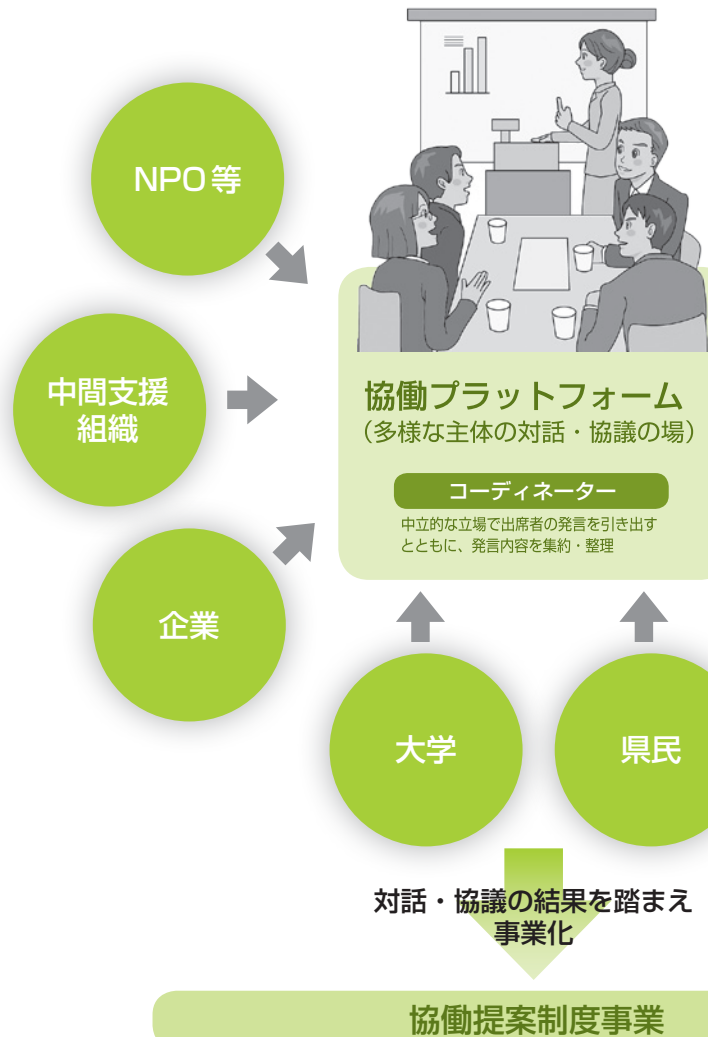 NPO等
中間支援
組織
企業
協働プラットフォーム
（多様な主体の対話・協議の場）
コーディネーター
中立的な立場で出席者の発言を引き出す
とともに、発言内容を集約・整理
大学
県民
対話・協議の結果を踏まえ
事業化
協働提案制度事業